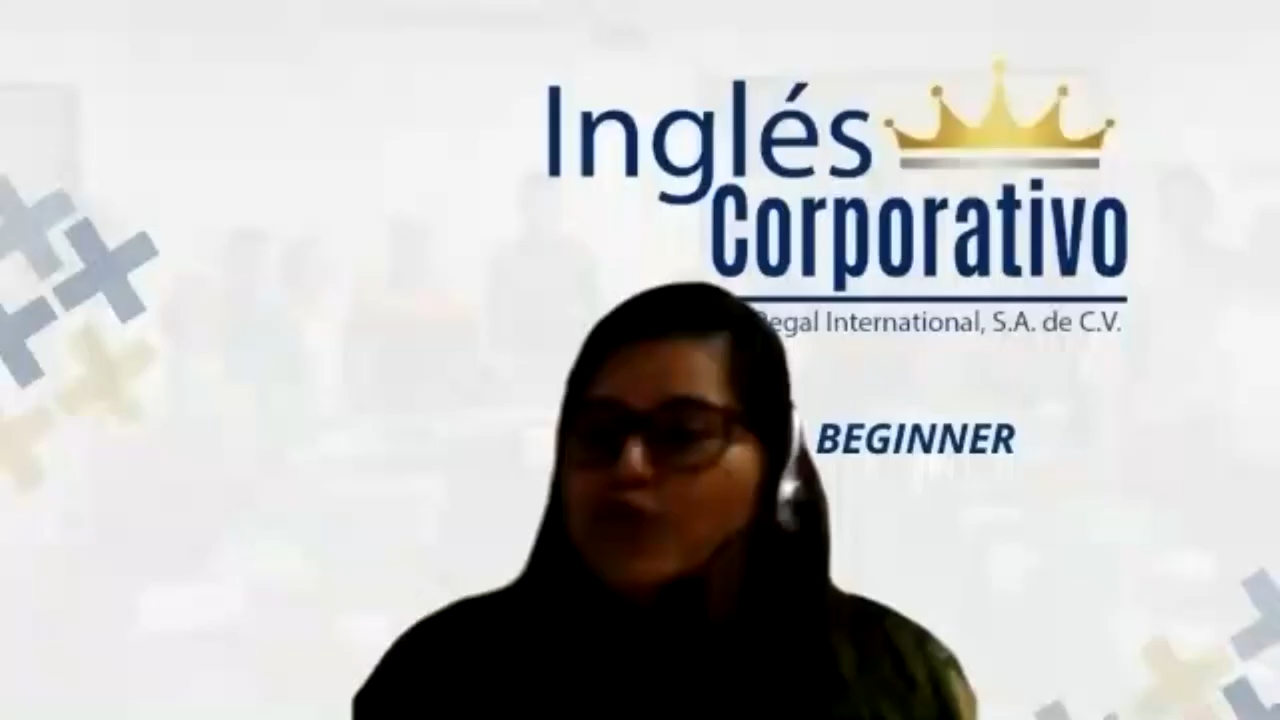 Inglés
Corporativo
Regal International, S.A. de C.V.
BEGINNER